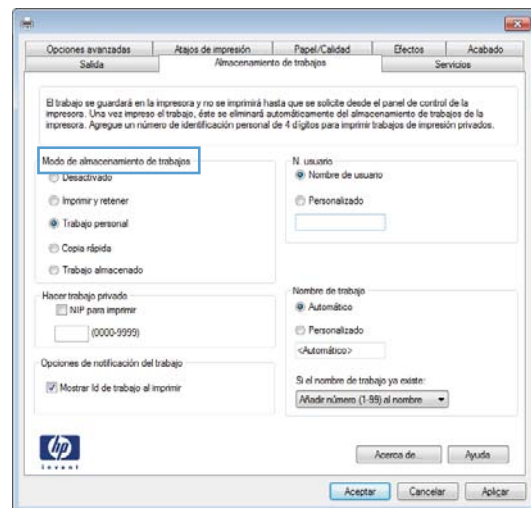 Opciones avanzadas Atajos de impresión Papel/Calidad Efectos Acabado
Salida Almacenamiento de trabajos Servicios
El trabajo se guardará en la impresora y no se imprimirá hasta que se solicite desde el panel de control de la
impresora. Una vez impreso el trabajo, éste se eliminará automáticamente del almacenamiento de trabajos de la
impresora. Agregue un número de identificación personal de 4 dígitos para imprimir trabajos de impresión privados.
Modo de almacenamiento de trabajos
Desactivado
Imprimir y retener
Trabajo personal
Copia rápida
Trabajo almacenado
Hacer trabajo privado
NIP para imprimir
(0000-9999)
Opciones de notificación del trabajo
Mostrar Id de trabajo al imprimir
N. usuario
Nombre de usuario
Personalizado
Nombre de trabajo
Automático
Personalizado
<Automático>
Si el nombre de trabajo ya existe:
Añadir número (1-99) al nombre
hp
invent
Acerca de... Ayuda
Aceptar Cancelar Aplicar